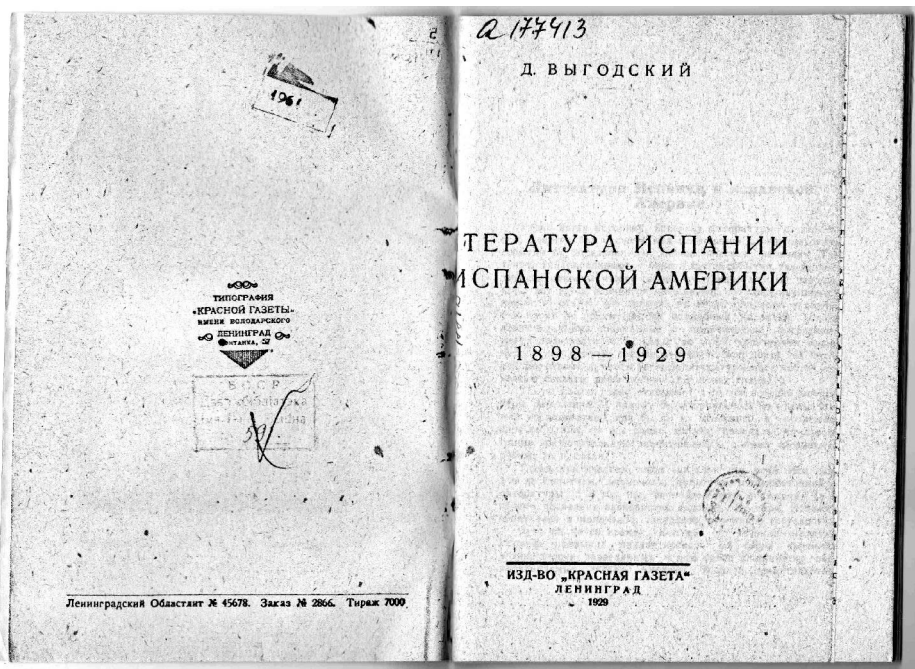 1961
ТИПОГРАФИЯ
«КРАСНОЙ ГАЗЕТЫ»
ИМЕНИ ВОЛОДАРСКОГО
ЛЕНИНГРАД
57
Б С С Р
591
Ленинградский Областлит № 45678. Заказ № 2866. Тираж 7000
a 177413
Д. ВЫГОДСКИЙ
ТЕРАТУРА ИСПАНИИ
ИСПАНСКОЙ АМЕРИКИ
1898—1929
ИЗД-ВО „КРАСНАЯ ГАЗЕТА“
ЛЕНИНГРАД
1929